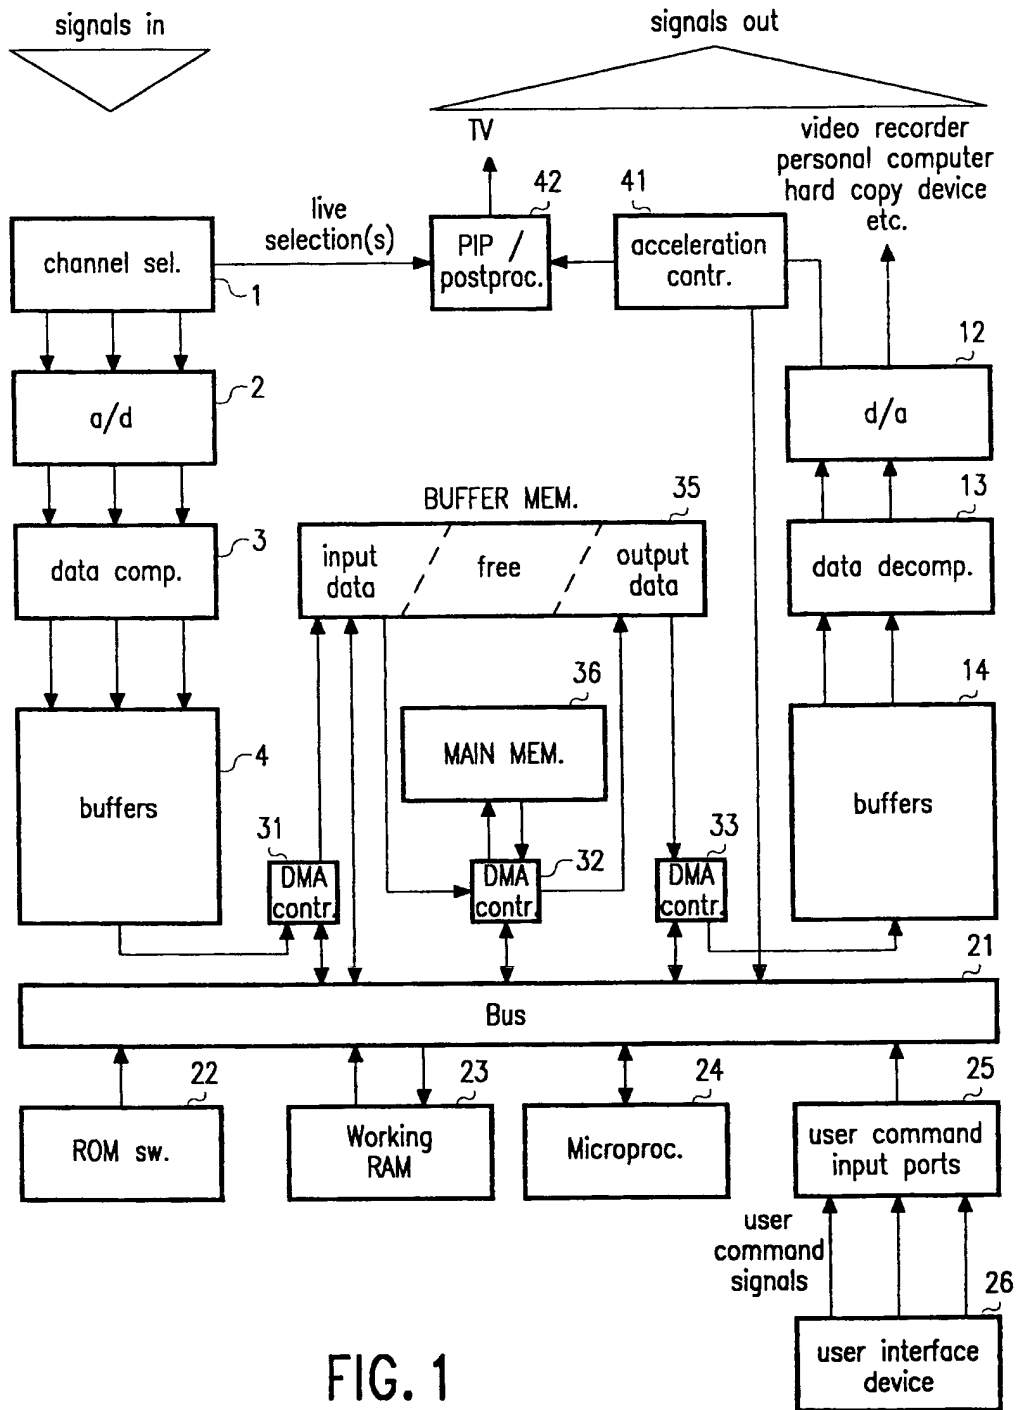 signals in
signals out
TV
video recorder
personal computer
hard copy device
etc.
42
41
live
selection(s)
channel sel.
1
PIP /
postproc.
acceleration
contr.
12
2
a/d
d/a
BUFFER MEM.
35
13
3
data comp.
input
data
free
output
data
data decomp.
36
14
4
MAIN MEM.
buffers
buffers
31
32
33
DMA
contr.
DMA
contr.
DMA
contr.
21
Bus
22
23
24
25
ROM sw.
Working
RAM
Microproc.
user command
input ports
user
command
signals
26
user interface
device
FIG. 1